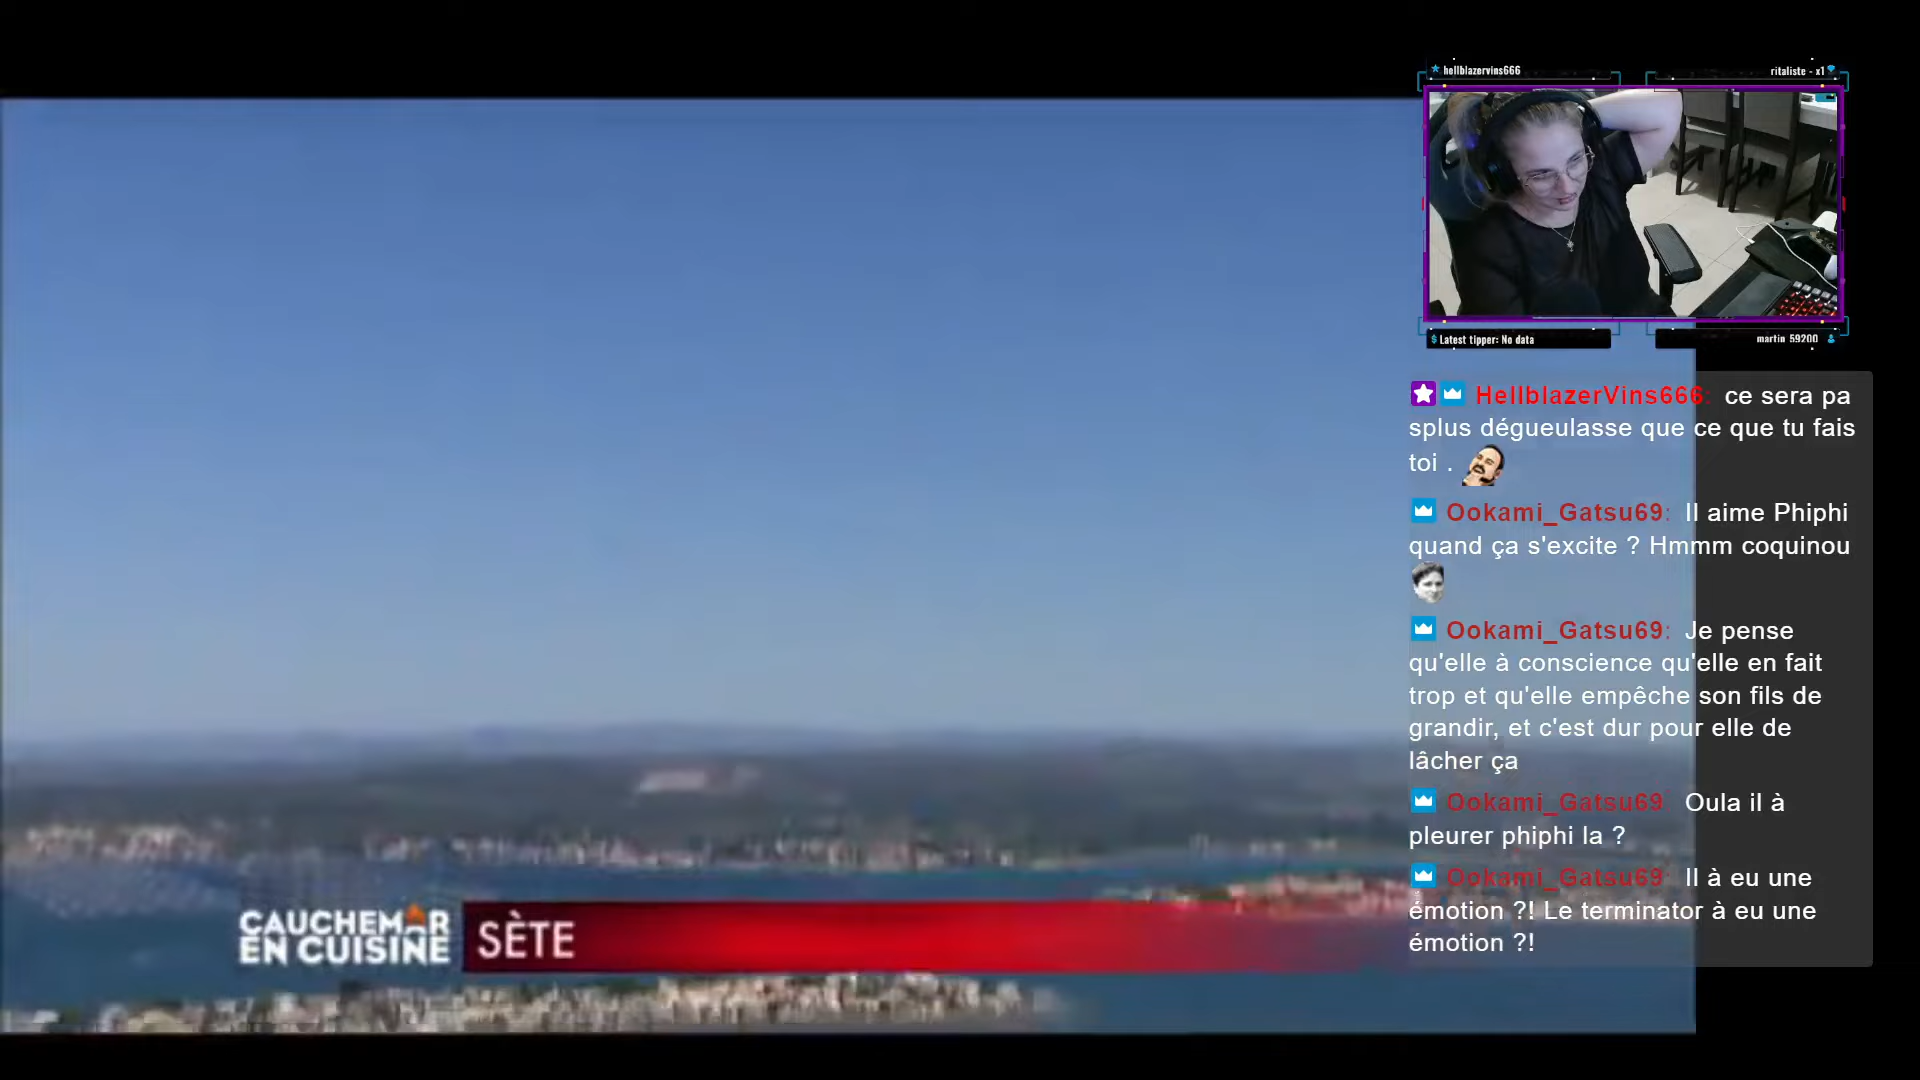 hellblazervins666
ritaliste - x1
$ Latest tipper: No data
martin_59200
HellblazerVins666: ce sera pa
splus dégueulasse que ce que tu fais
toi .
Ookami_Gatsu69: Il aime Phiphi
quand ça s'excite ? Hmmm coquinou
Ookami_Gatsu69: Je pense
qu'elle à conscience qu'elle en fait
trop et qu'elle empêche son fils de
grandir, et c'est dur pour elle de
lâcher ça
Ookami_Gatsu69: Oula il à
pleurer phiphi la ?
Ookami_Gatsu69: Il à eu une
émotion ?! Le terminator à eu une
émotion ?!
CAUCHEMAR
EN CUISINE
SÈTE